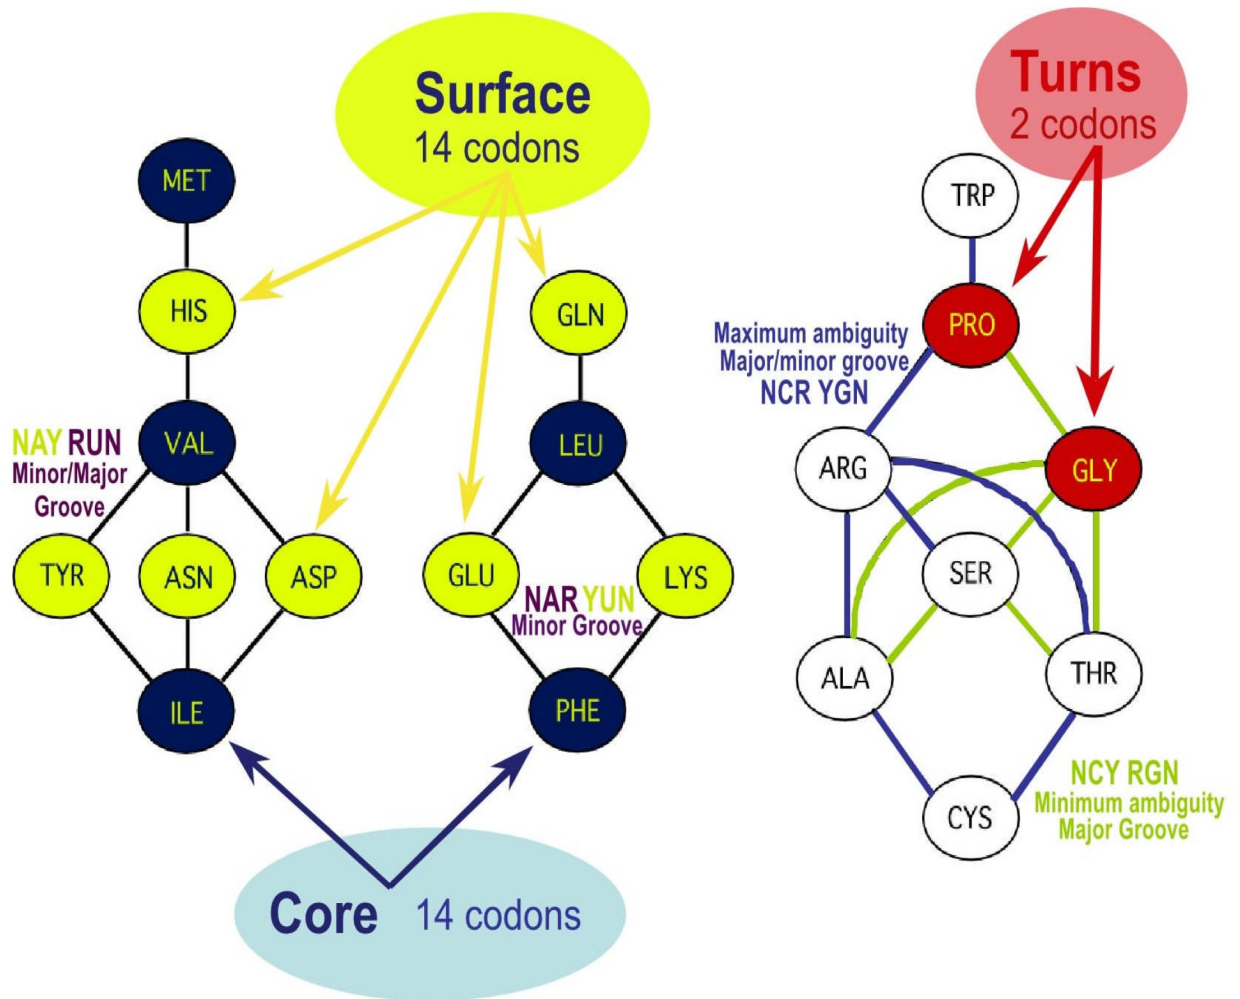 Surface
14 codons
Turns
2 codons
MET
HIS
GLN
TRP
PRO
Maximum ambiguity
Major/minor groove
NCR YGN
NAY RUN
Minor/Major
Groove
VAL
LEU
ARG
GLY
TYR
ASN
ASP
GLU
LYS
SER
NAR YUN
Minor Groove
ILE
PHE
ALA
THR
NCY RGN
Minimum ambiguity
Major Groove
CYS
Core 14 codons